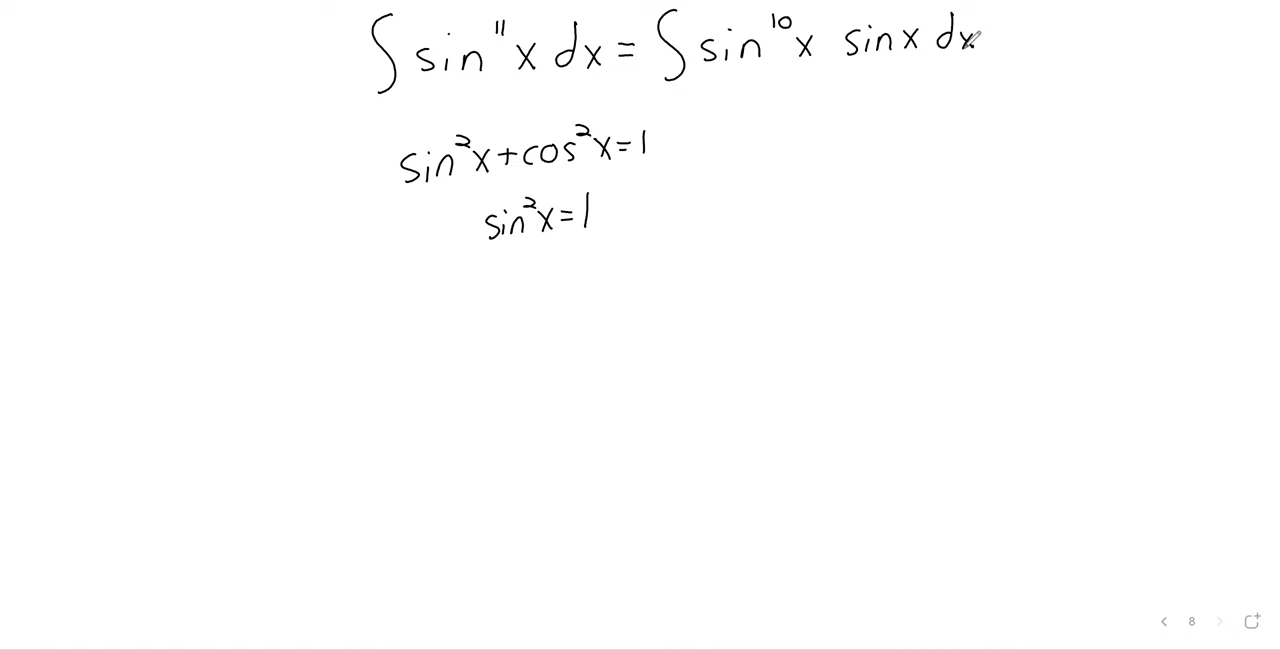 ∫ sin¹¹x dx = ∫ sin¹⁰x sinx dx
sin²x+cos²x=1
sin²x=1
8